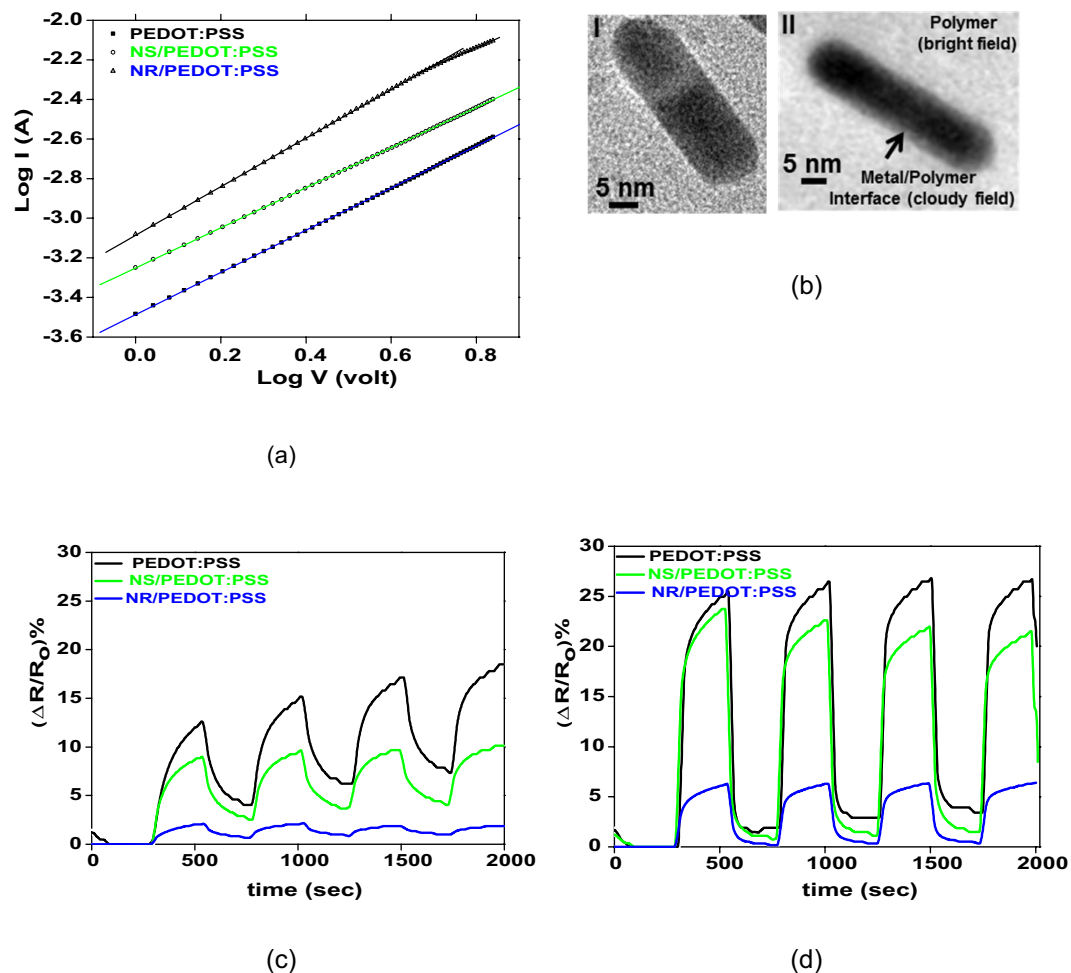 -2.0
-2.2
-2.4
-2.6
-2.8
-3.0
-3.2
-3.4
-3.6
Log I (A)
PEDOT:PSS
NS/PEDOT:PSS
NR/PEDOT:PSS
0.0 0.2 0.4 0.6 0.8
Log V (volt)
(a)
I
5 nm
II
Polymer
(bright field)
5 nm
Metal/Polymer
Interface (cloudy field)
(b)
30
25
20
15
10
5
0
(ΔR/R₀)%
PEDOT:PSS
NS/PEDOT:PSS
NR/PEDOT:PSS
0 500 1000 1500 2000
time (sec)
(c)
30
25
20
15
10
5
0
(ΔR/R₀)%
PEDOT:PSS
NS/PEDOT:PSS
NR/PEDOT:PSS
0 500 1000 1500 2000
time (sec)
(d)